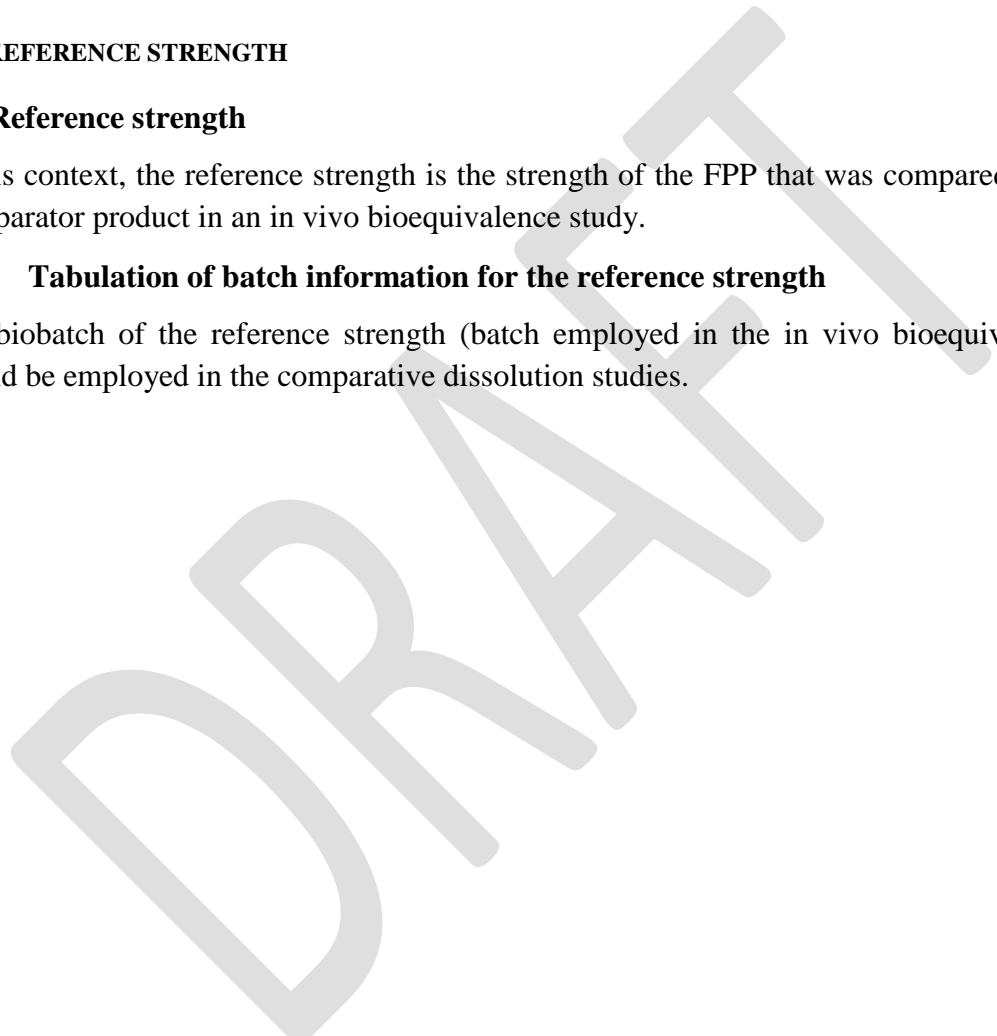 REFERENCE STRENGTH
Reference strength
context, the reference strength is the strength of the FPP that was compared
product in an in vivo bioequivalence study.
Tabulation of batch information for the reference strength
biobatch of the reference strength (batch employed in the in vivo
be employed in the comparative dissolution studies.
DRAFT